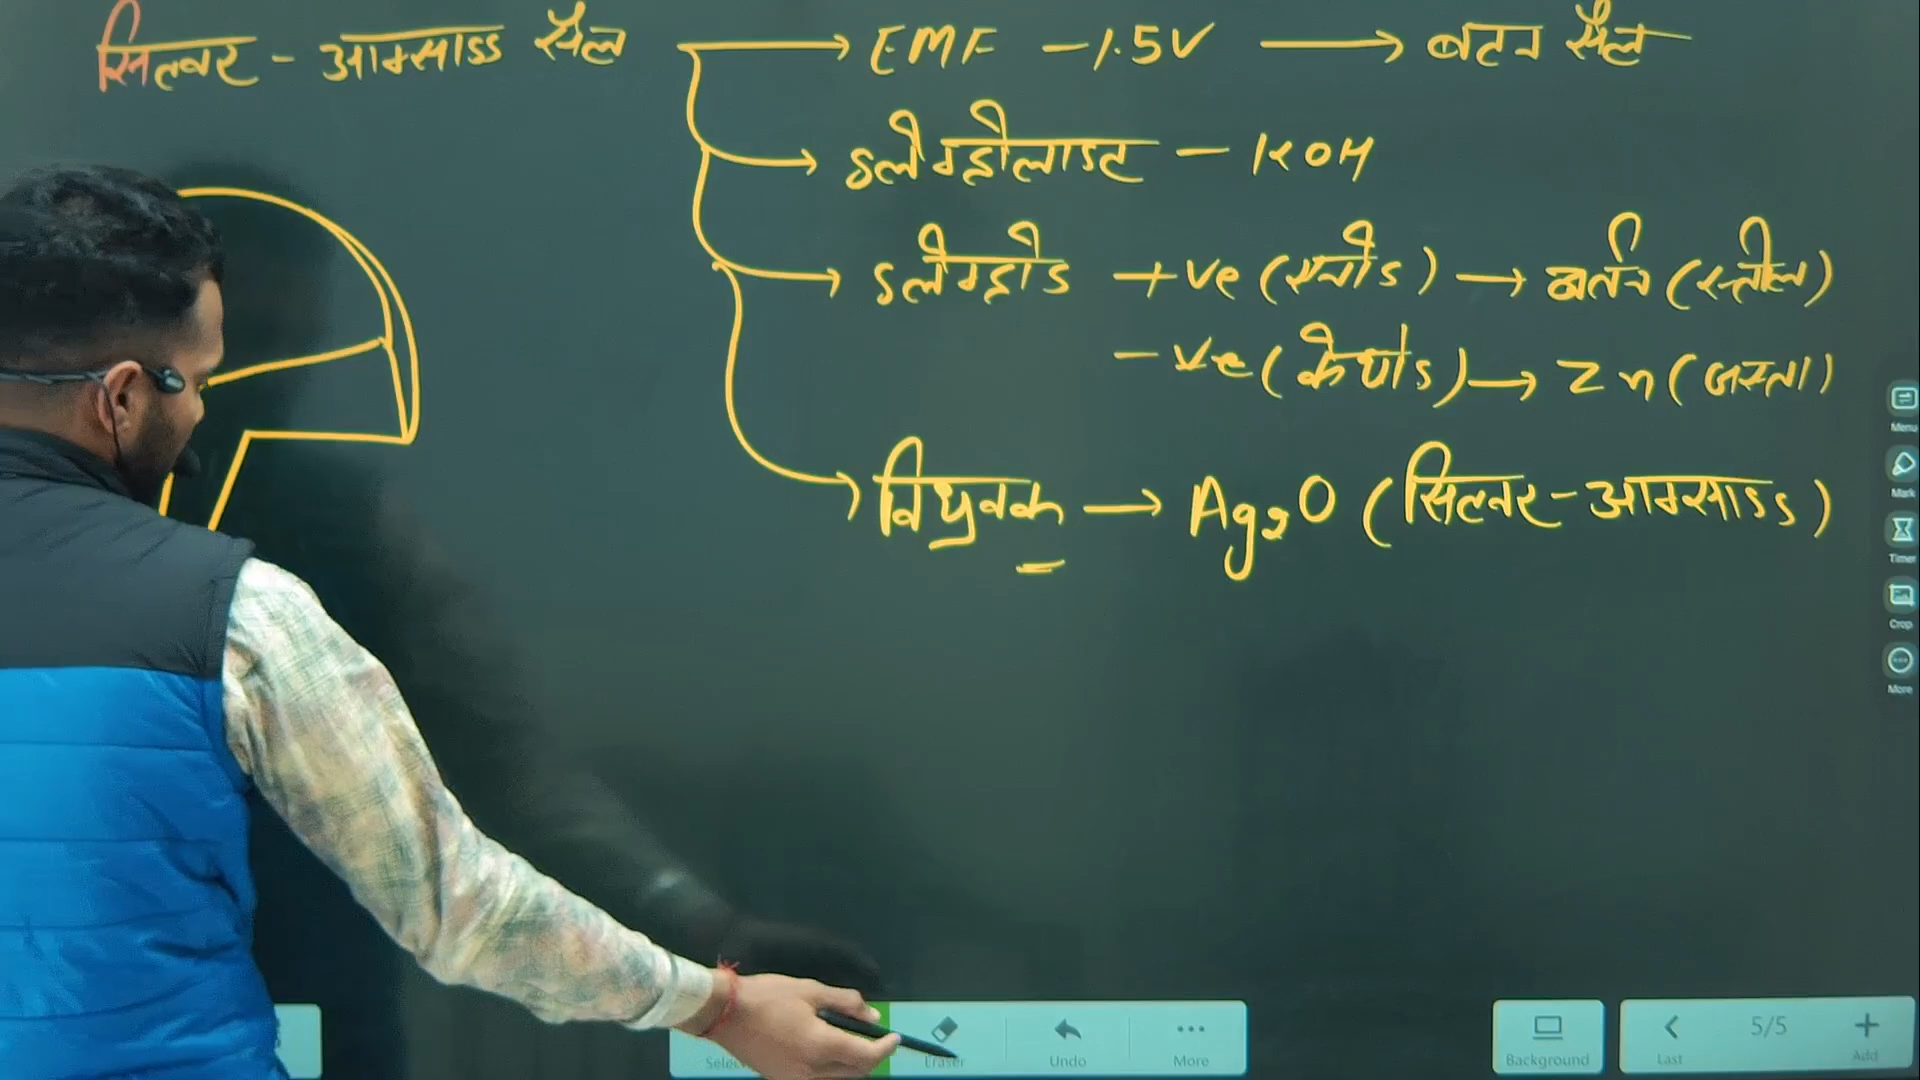 सिल्वर - आक्साइड सैल → EMF - 1.5V → बटन सैल
इलैक्ट्रोलाइट - KOH
इलैक्ट्रोड +ve (एनोड) → बर्तन (स्टील)
-ve (कैथोड) → Zn (जस्ता)
विध्रुवक → Ag₂O (सिल्वर-आक्साइड)
Menu
Mark
Timer
Crop
More
Eraser
Undo
More
Background
Last
5/5
Add